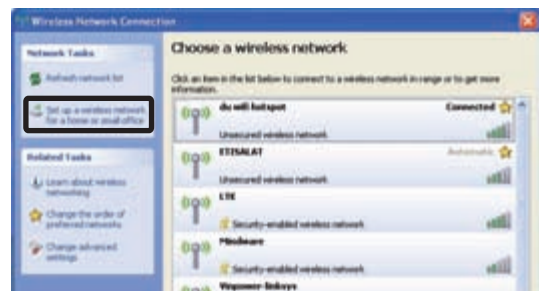 Wireless Network Connection
Network Tasks
Refresh network list
Set up a wireless network
for a home or small office
Related Tasks
Learn about wireless
networking
Change the order of
preferred networks
Change advanced
settings
Choose a wireless network
Click an item in the list below to connect to a wireless network in range or to get more
information.
du wifi hotspot Connected
Unsecured wireless network
ETISALAT Automatic
Unsecured wireless network
LTE
Security-enabled wireless network
Mindware
Security-enabled wireless network